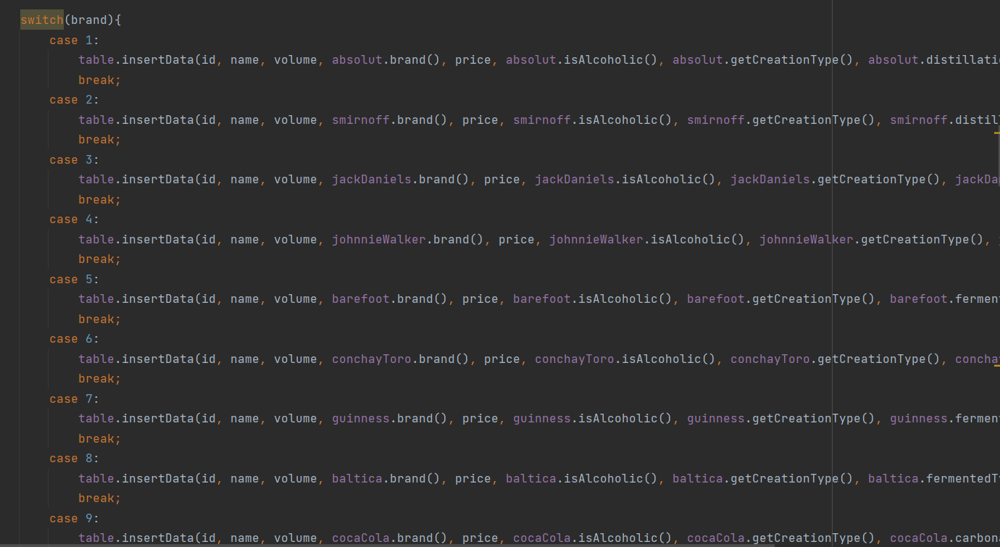 switch(brand){
case 1:
table.insertData(id, name, volume, absolut.brand(), price, absolut.isAlcoholic(), absolut.getCreationType(), absolut.distillatio
break;
case 2:
table.insertData(id, name, volume, smirnoff.brand(), price, smirnoff.isAlcoholic(), smirnoff.getCreationType(), smirnoff.distil
break;
case 3:
table.insertData(id, name, volume, jackDaniels.brand(), price, jackDaniels.isAlcoholic(), jackDaniels.getCreationType(), jackDa
break;
case 4:
table.insertData(id, name, volume, johnnieWalker.brand(), price, johnnieWalker.isAlcoholic(), johnnieWalker.getCreationType(),
break;
case 5:
table.insertData(id, name, volume, barefoot.brand(), price, barefoot.isAlcoholic(), barefoot.getCreationType(), barefoot.fermen
break;
case 6:
table.insertData(id, name, volume, conchayToro.brand(), price, conchayToro.isAlcoholic(), conchayToro.getCreationType(), concha
break;
case 7:
table.insertData(id, name, volume, guinness.brand(), price, guinness.isAlcoholic(), guinness.getCreationType(), guinness.fermen
break;
case 8:
table.insertData(id, name, volume, baltica.brand(), price, baltica.isAlcoholic(), baltica.getCreationType(), baltica.fermentedT
break;
case 9:
table.insertData(id, name, volume, cocaCola.brand(), price, cocaCola.isAlcoholic(), cocaCola.getCreationType(), cocaCola.carbon